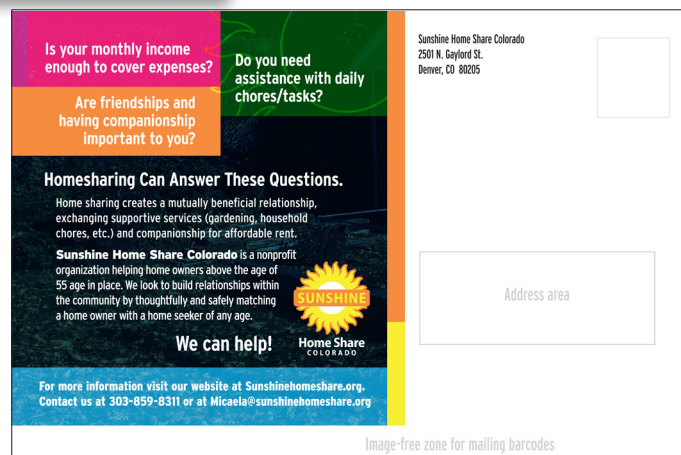 Is your monthly income
enough to cover expenses?
Do you need
assistance with daily
chores/tasks?
Are friendships and
having companionship
important to you?
Homesharing Can Answer These Questions.
Home sharing creates a mutually beneficial relationship,
exchanging supportive services (gardening, household
chores, etc.) and companionship for affordable rent.
Sunshine Home Share Colorado is a nonprofit
organization helping home owners above the age of
55 age in place. We look to build relationships within
the community by thoughtfully and safely matching
a home owner with a home seeker of any age.
We can help!
SUNSHINE
Home Share
COLORADO
For more information visit our website at Sunshinehomeshare.org.
Contact us at 303-859-8311 or at Micaela@sunshinehomeshare.org
Sunshine Home Share Colorado
2501 N. Gaylord St.
Denver, CO 80205
Address area
Image-free zone for mailing barcodes